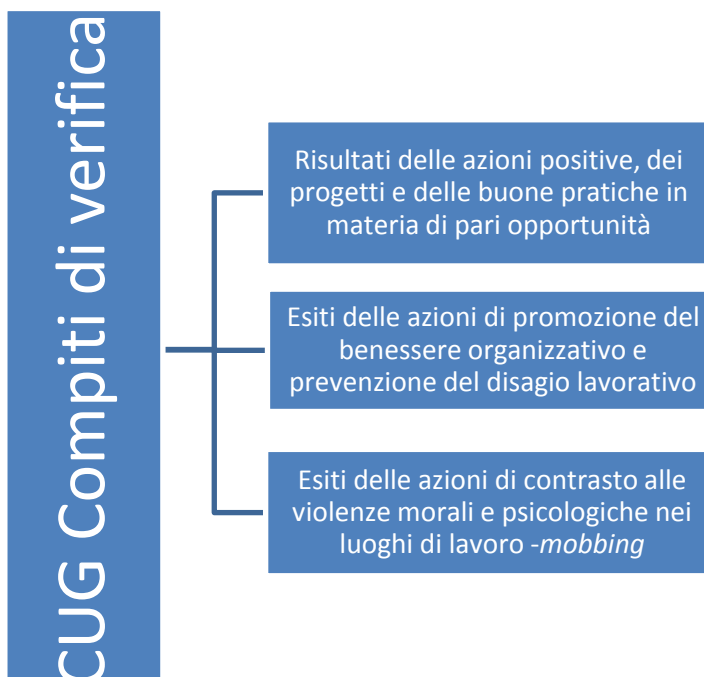 CUG Compiti di verifica
Risultati delle azioni positive, dei
progetti e delle buone pratiche in
materia di pari opportunità
Esiti delle azioni di promozione del
benessere organizzativo e
prevenzione del disagio lavorativo
Esiti delle azioni di contrasto alle
violenze morali e psicologiche nei
luoghi di lavoro -mobbing